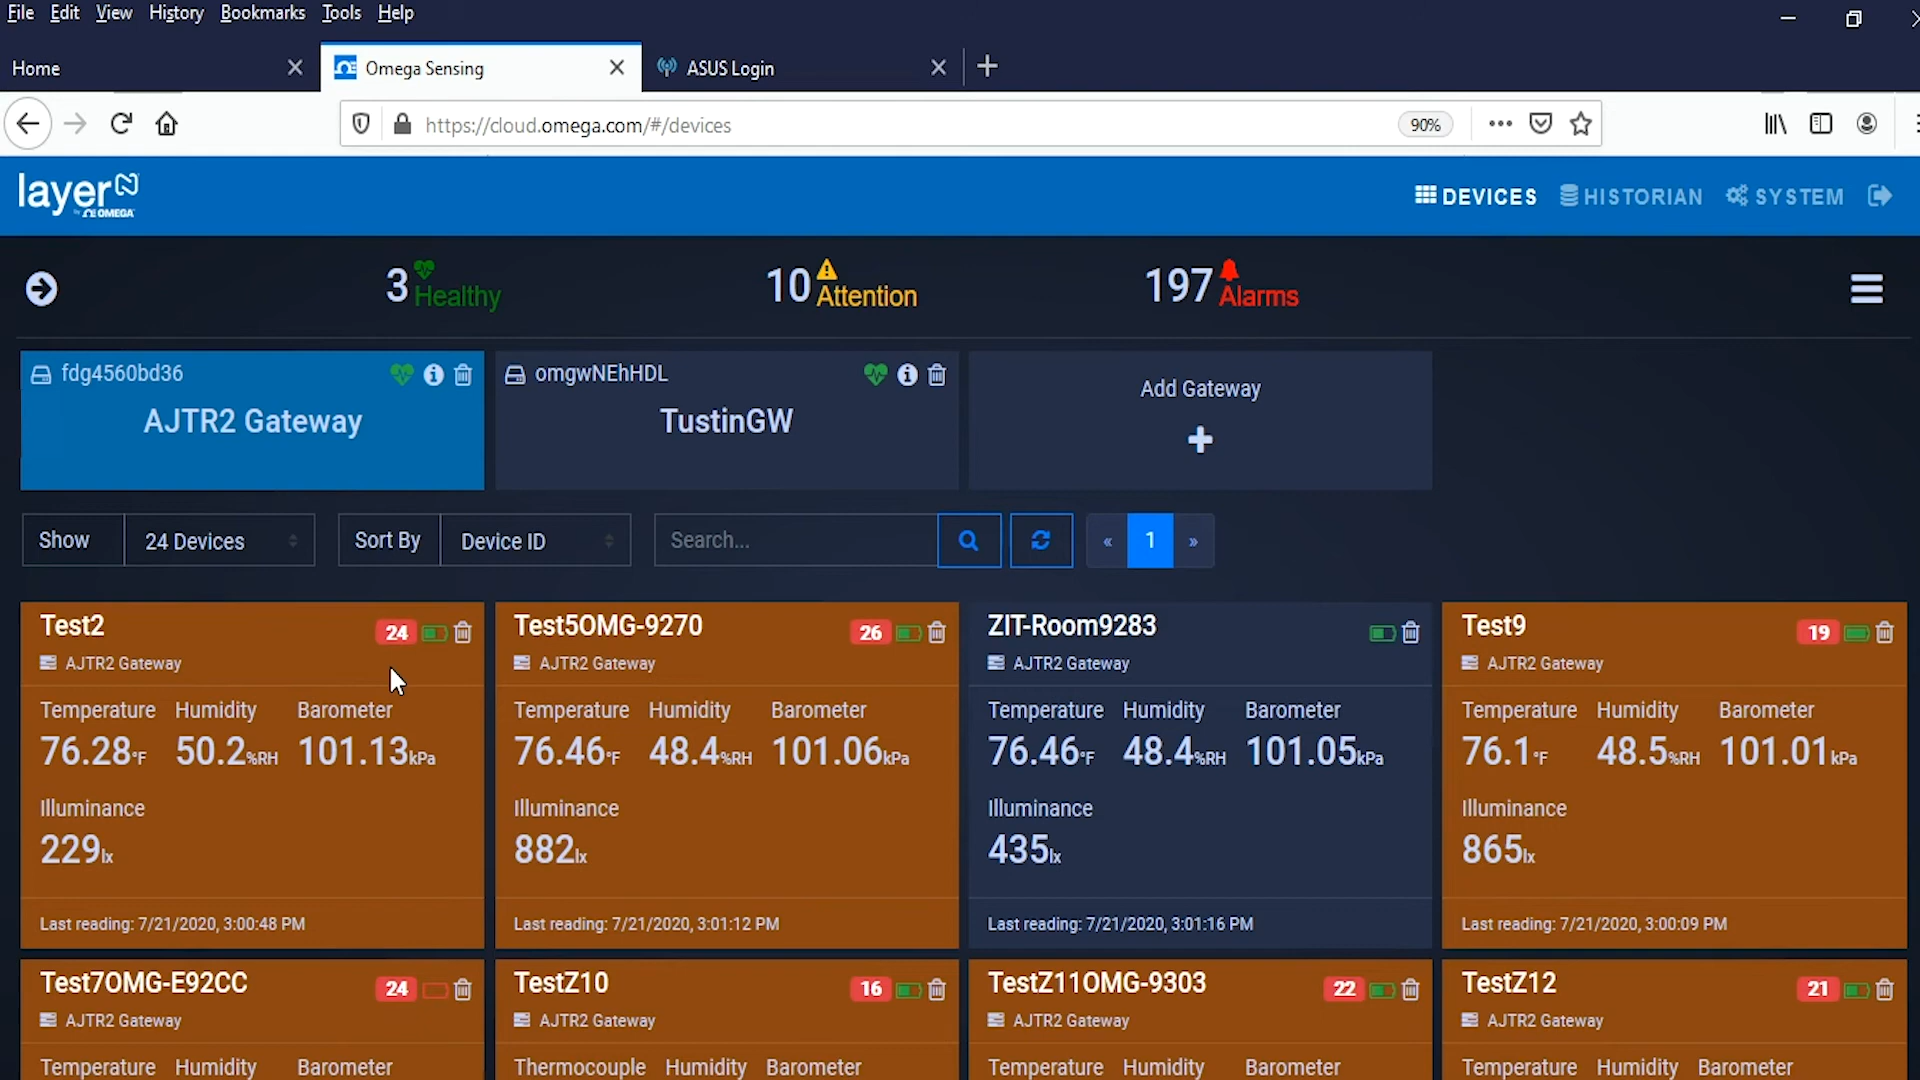 File Edit View History Bookmarks Tools Help
Home
Omega Sensing
ASUS Login
https://cloud.omega.com/#/devices
90%
layerN
by ΩE OMEGA
DEVICES HISTORIAN SYSTEM
3 Healthy
10 Attention
197 Alarms
fdg4560bd36
AJTR2 Gateway
omgwNEhHDL
TustinGW
Add Gateway
Show 24 Devices
Sort By Device ID
Search...
« 1 »
Test2 24
AJTR2 Gateway
Temperature Humidity Barometer
76.28°F 50.2%RH 101.13kPa
Illuminance
229lx
Last reading: 7/21/2020, 3:00:48 PM
Test5OMG-9270 26
AJTR2 Gateway
Temperature Humidity Barometer
76.46°F 48.4%RH 101.06kPa
Illuminance
882lx
Last reading: 7/21/2020, 3:01:12 PM
ZIT-Room9283
AJTR2 Gateway
Temperature Humidity Barometer
76.46°F 48.4%RH 101.05kPa
Illuminance
435lx
Last reading: 7/21/2020, 3:01:16 PM
Test9 19
AJTR2 Gateway
Temperature Humidity Barometer
76.1°F 48.5%RH 101.01kPa
Illuminance
865lx
Last reading: 7/21/2020, 3:00:09 PM
Test7OMG-E92CC 24
AJTR2 Gateway
Temperature Humidity Barometer
TestZ10 16
AJTR2 Gateway
Thermocouple Humidity Barometer
TestZ11OMG-9303 22
AJTR2 Gateway
Temperature Humidity Barometer
TestZ12 21
AJTR2 Gateway
Temperature Humidity Barometer